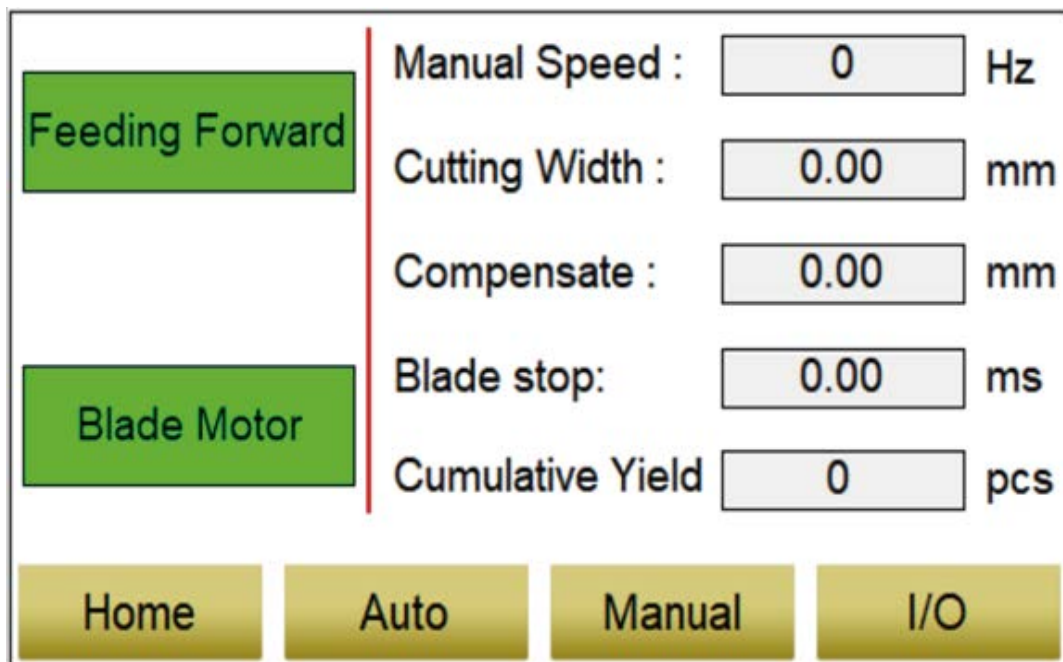 Feeding Forward
Blade Motor
Manual Speed : 0 Hz
Cutting Width : 0.00 mm
Compensate : 0.00 mm
Blade stop: 0.00 ms
Cumulative Yield 0 pcs
Home Auto Manual I/O